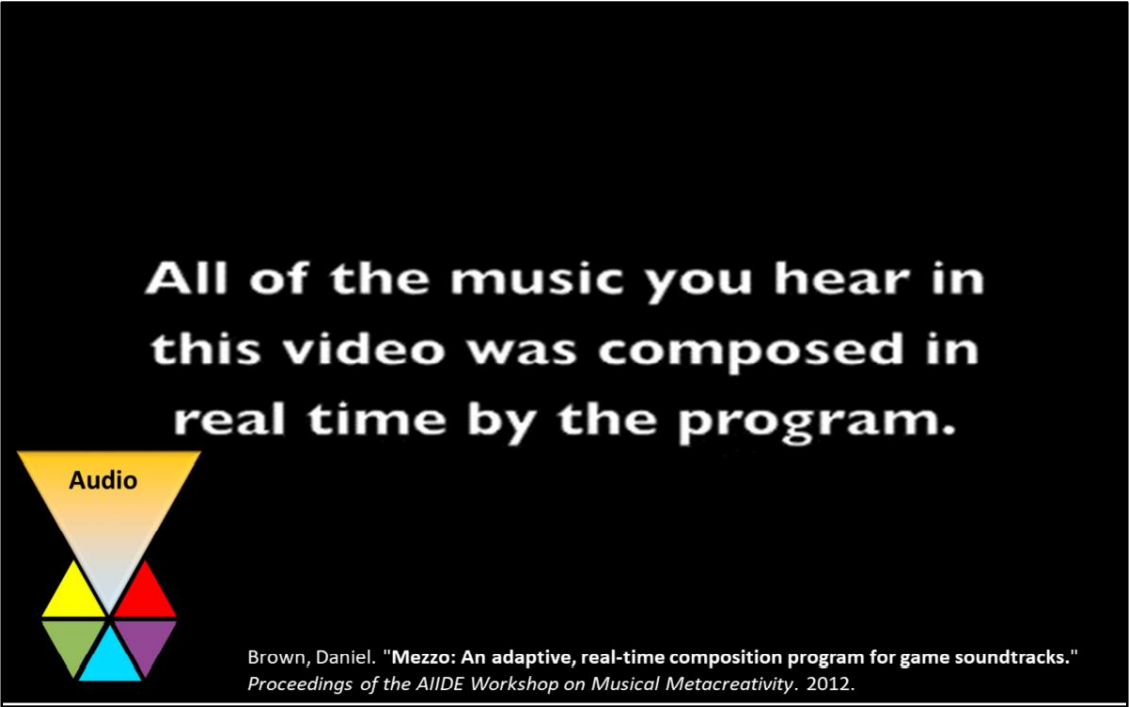 All of the music you hear in
this video was composed in
real time by the program.
Audio
Brown, Daniel. "Mezzo: An adaptive, real-time composition program for game soundtracks."
Proceedings of the AIIDE Workshop on Musical Metacreativity. 2012.